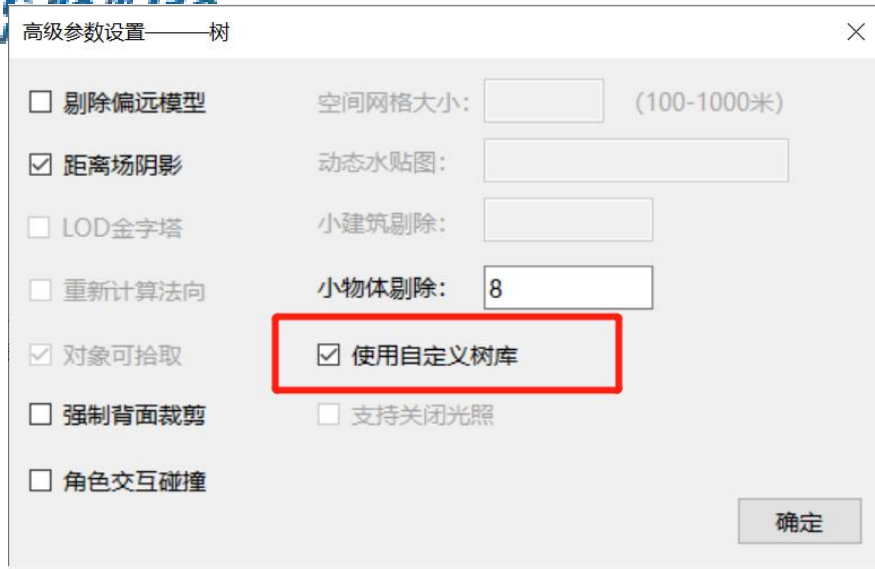 高级参数设置———树
剔除偏远模型 空间网格大小： (100-1000米)
距离场阴影 动态水贴图：
LOD金字塔 小建筑剔除：
重新计算法向 小物体剔除： 8
对象可拾取 使用自定义树库
强制背面裁剪 支持关闭光照
角色交互碰撞
确定